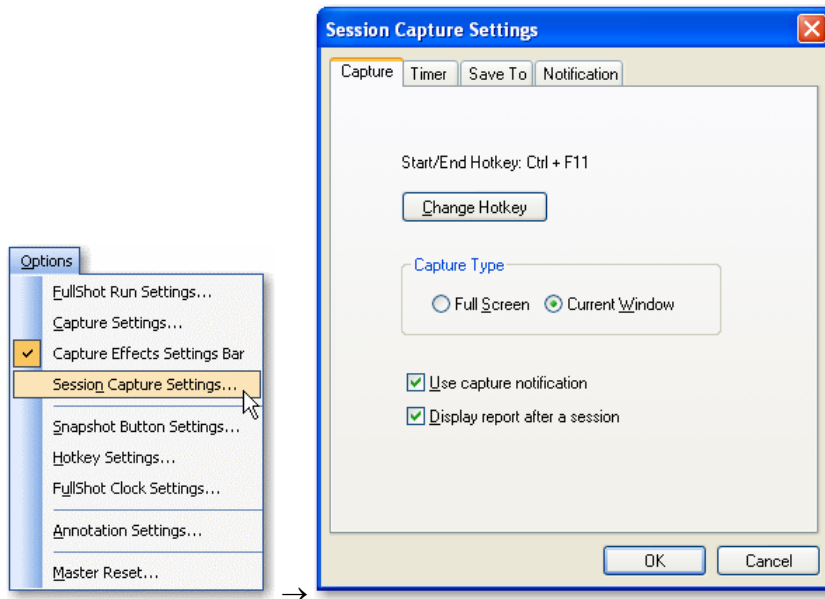 Options
FullShot Run Settings...
Capture Settings...
Capture Effects Settings Bar
Session Capture Settings...
Snapshot Button Settings...
Hotkey Settings...
FullShot Clock Settings...
Annotation Settings...
Master Reset...
→
Session Capture Settings
Capture Timer Save To Notification
Start/End Hotkey: Ctrl + F11
Change Hotkey
Capture Type
Full Screen Current Window
Use capture notification
Display report after a session
OK Cancel